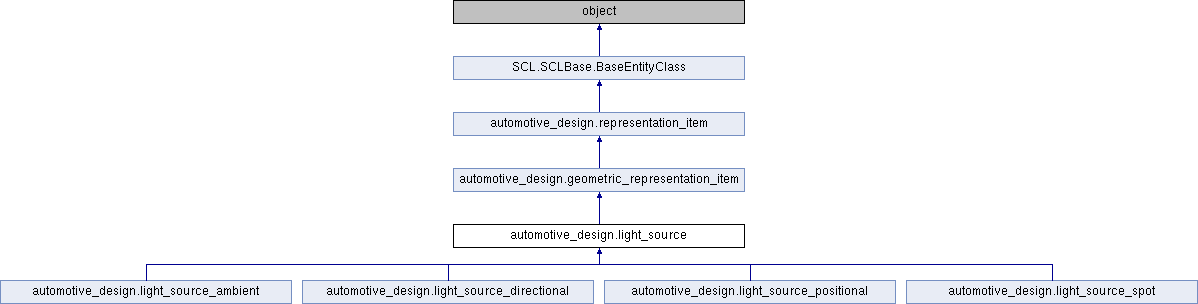 object
SCL.SCLBase.BaseEntityClass
automotive_design.representation_item
automotive_design.geometric_representation_item
automotive_design.light_source
automotive_design.light_source_ambient
automotive_design.light_source_directional
automotive_design.light_source_positional
automotive_design.light_source_spot